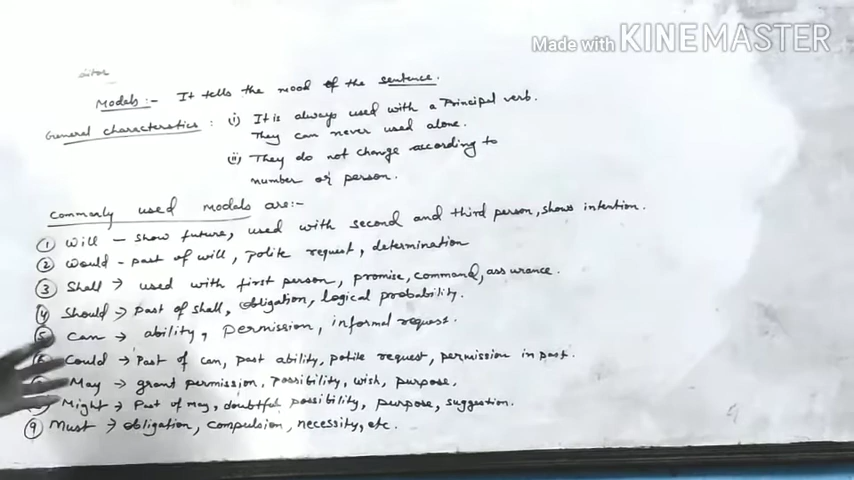 Made with KINEMASTER
Models:- It tells the mood of the sentence.
General characterstics : (i) It is always used with a Principal verb.
They can never used alone.
(ii) They do not change according to
number or person.
Commonly used modals are:-
① Will - show future, used with second and third person, shows intention.
② Would - past of will, polite request, determination
③ Shall → used with first person, promise, command, assurance.
④ Should → past of shall, obligation, logical probability.
⑤ Can → ability, permission, informal request.
Could → Past of can, past ability, polite request, permission in past.
May → grant permission, possibility, wish, purpose.
Might → Past of May, doubtful possibility, purpose, suggestion.
⑨ Must → obligation, compulsion, necessity, etc.